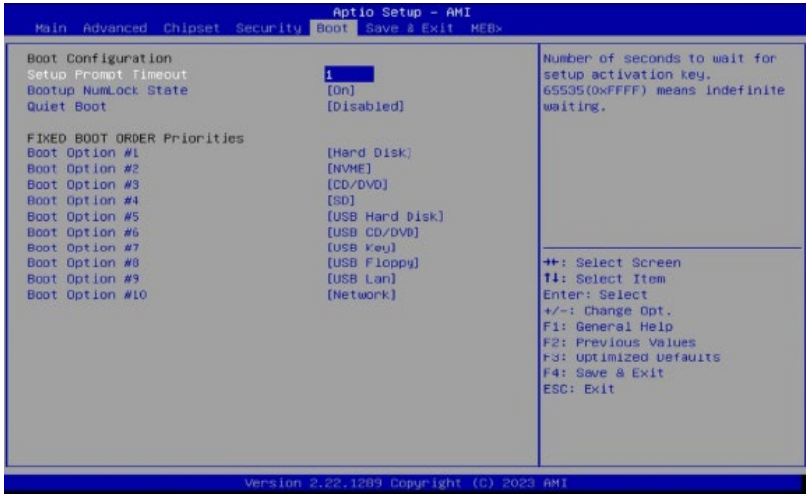 Aptio Setup - AMI
Main Advanced Chipset Security Boot Save & Exit MEBx
Boot Configuration
Setup Prompt Timeout 1
Bootup NumLock State [On]
Quiet Boot [Disabled]
FIXED BOOT ORDER Priorities
Boot Option #1 [Hard Disk]
Boot Option #2 [NVME]
Boot Option #3 [CD/DVD]
Boot Option #4 [SD]
Boot Option #5 [USB Hard Disk]
Boot Option #6 [USB CD/DVD]
Boot Option #7 [USB Key]
Boot Option #8 [USB Floppy]
Boot Option #9 [USB Lan]
Boot Option #10 [Network]
Number of seconds to wait for
setup activation key.
65535(0xFFFF) means indefinite
waiting.
→←: Select Screen
↑↓: Select Item
Enter: Select
+/-: Change Opt.
F1: General Help
F2: Previous Values
F3: Optimized Defaults
F4: Save & Exit
ESC: Exit
Version 2.22.1289 Copyright (C) 2023 AMI